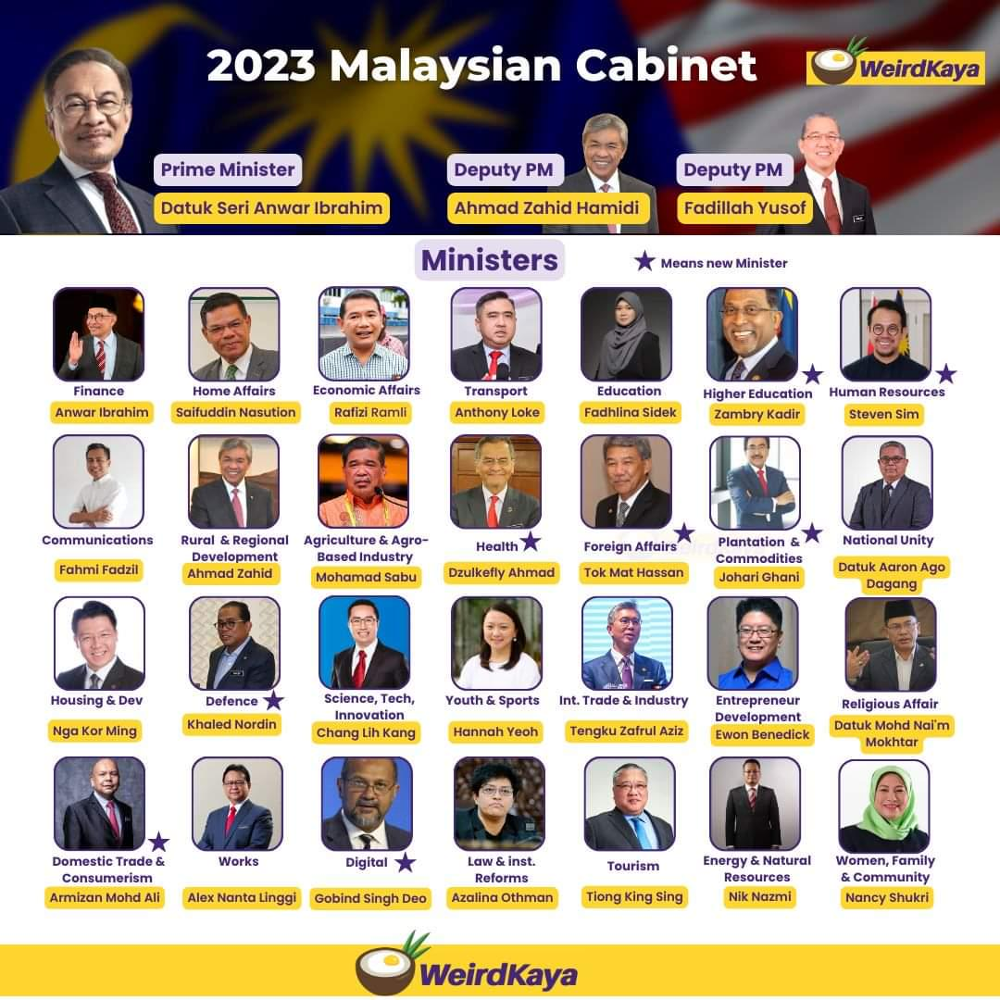 2023 Malaysian Cabinet
WeirdKaya
Prime Minister
Datuk Seri Anwar Ibrahim
Deputy PM
Ahmad Zahid Hamidi
Deputy PM
Fadillah Yusof
Ministers
Means new Minister
Finance
Anwar Ibrahim
Home Affairs
Saifuddin Nasution
Economic Affairs
Rafizi Ramli
Transport
Anthony Loke
Education
Fadhlina Sidek
Higher Education
Zambry Kadir
Human Resources
Steven Sim
Communications
Fahmi Fadzil
Rural & Regional
Development
Ahmad Zahid
Agriculture & Agro-
Based Industry
Mohamad Sabu
Health
Dzulkefly Ahmad
Foreign Affairs
Tok Mat Hassan
Plantation &
Commodities
Johari Ghani
National Unity
Datuk Aaron Ago
Dagang
Housing & Dev
Nga Kor Ming
Defence
Khaled Nordin
Science, Tech,
Innovation
Chang Lih Kang
Youth & Sports
Hannah Yeoh
Int. Trade & Industry
Tengku Zafrul Aziz
Entrepreneur
Development
Ewon Benedick
Religious Affair
Datuk Mohd Nai'm
Mokhtar
Domestic Trade &
Consumerism
Armizan Mohd Ali
Works
Alex Nanta Linggi
Digital
Gobind Singh Deo
Law & inst.
Reforms
Azalina Othman
Tourism
Tiong King Sing
Energy & Natural
Resources
Nik Nazmi
Women, Family
& Community
Nancy Shukri
WeirdKaya